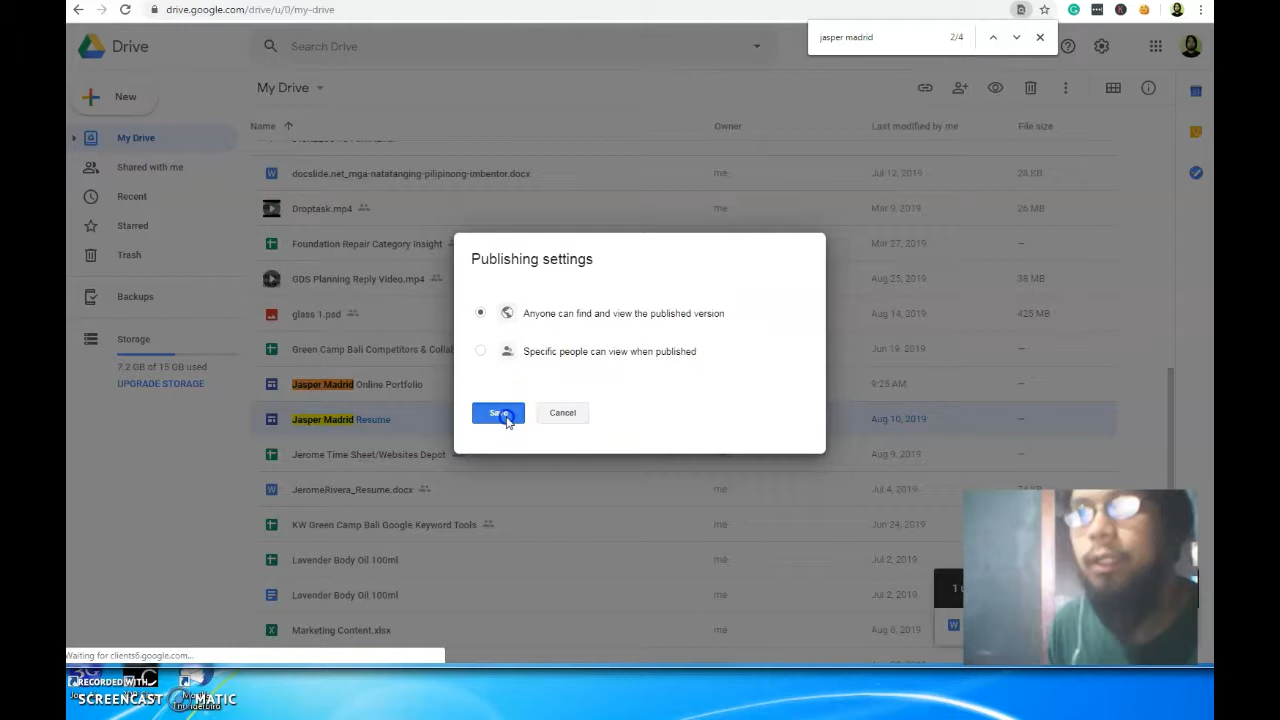 drive.google.com/drive/u/0/my-drive
jasper madrid 2/4
Drive
Search Drive
New
My Drive
My Drive
Shared with me
Recent
Starred
Trash
Backups
Storage
7.2 GB of 15 GB used
UPGRADE STORAGE
Name Owner Last modified by me File size
docslide.net_mga-natatanging-pilipinong-imbentor.docx me Jul 12, 2019 28 KB
Droptask.mp4 me Mar 9, 2019 26 MB
Foundation Repair Category Insight me Mar 27, 2019 –
GDS Planning Reply Video.mp4 me Aug 25, 2019 38 MB
glass 1.psd me Aug 14, 2019 425 MB
Green Camp Bali Competitors & Jun 19, 2019 –
Jasper Madrid Online Portfolio 9:25 AM –
Jasper Madrid Resume Aug 10, 2019 –
Jerome Time Sheet/Websites Depot me Aug 9, 2019 –
JeromeRivera_Resume.docx me Jul 4, 2019
KW Green Camp Bali Google Keyword Tools me Jun 24, 2019
Lavender Body Oil 100ml me Jul 2, 2019
Lavender Body Oil 100ml me Jul 2, 2019
Marketing Content.xlsx me Aug 6, 2019
Publishing settings
Anyone can find and view the published version
Specific people can view when published
Save Cancel
Waiting for clients6.google.com...
RECORDED WITH
SCREENCAST MATIC
Thunderbird